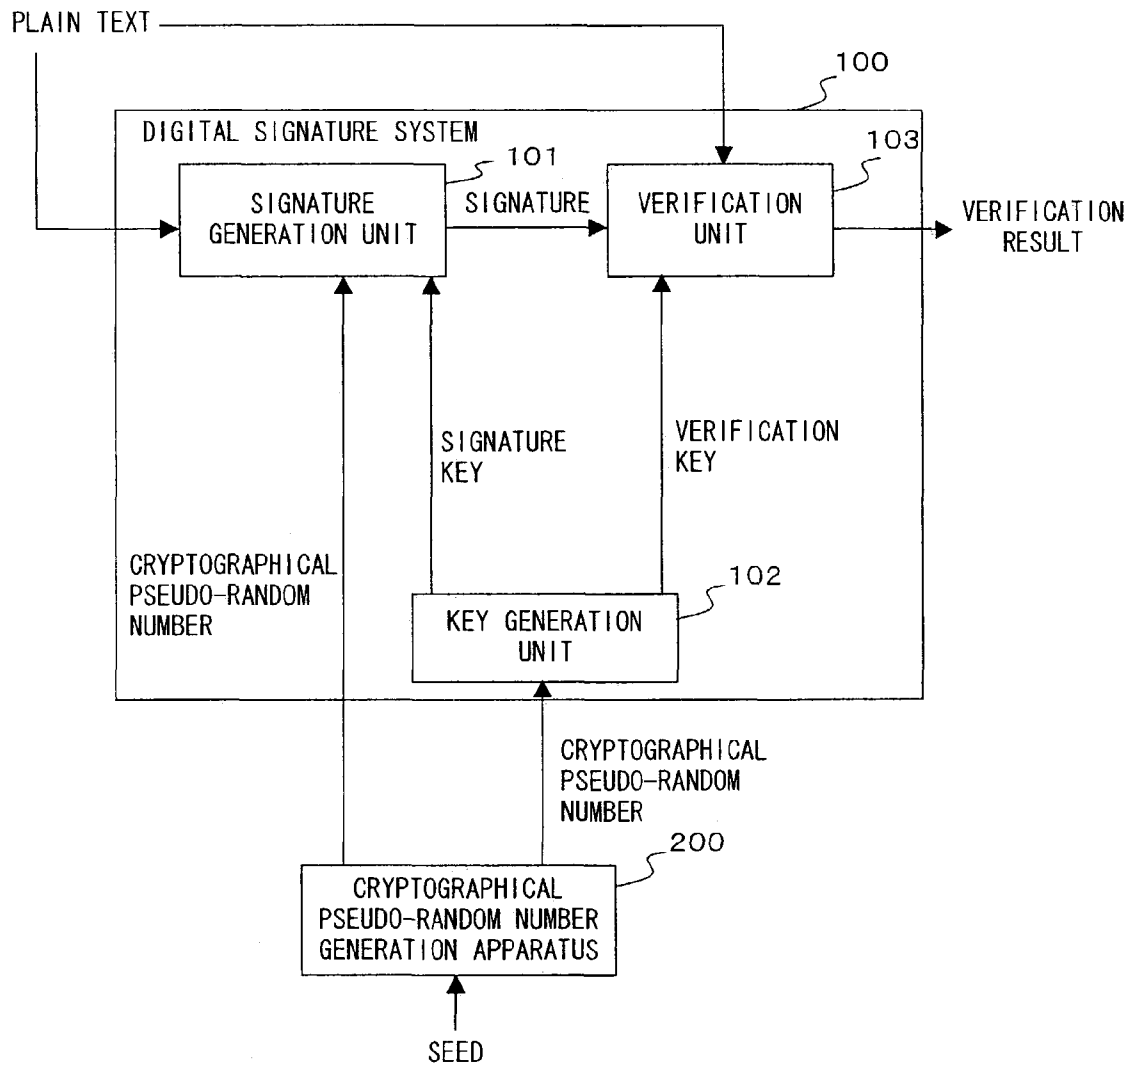 PLAIN TEXT
100
DIGITAL SIGNATURE SYSTEM
101
103
SIGNATURE
GENERATION UNIT
SIGNATURE
VERIFICATION
UNIT
VERIFICATION
RESULT
SIGNATURE
KEY
VERIFICATION
KEY
CRYPTOGRAPHICAL
PSEUDO-RANDOM
NUMBER
102
KEY GENERATION
UNIT
CRYPTOGRAPHICAL
PSEUDO-RANDOM
NUMBER
200
CRYPTOGRAPHICAL
PSEUDO-RANDOM NUMBER
GENERATION APPARATUS
SEED